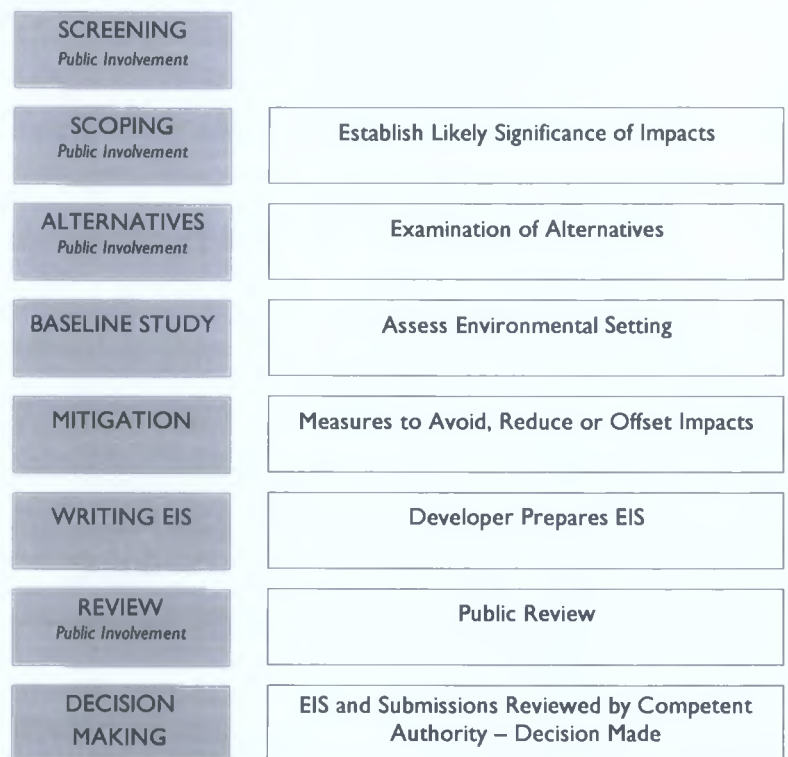 SCREENING
Public Involvement
SCOPING
Public Involvement
Establish Likely Significance of Impacts
ALTERNATIVES
Public Involvement
Examination of Alternatives
BASELINE STUDY
Assess Environmental Setting
MITIGATION
Measures to Avoid, Reduce or Offset Impacts
WRITING EIS
Developer Prepares EIS
REVIEW
Public Involvement
Public Review
DECISION
MAKING
EIS and Submissions Reviewed by Competent
Authority – Decision Made